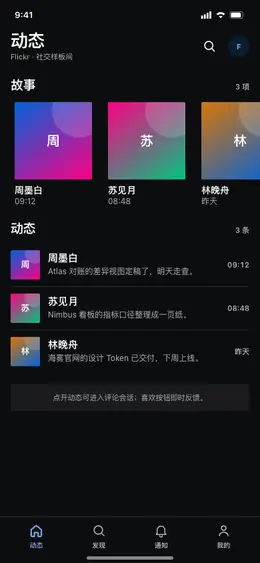 9:41
动态
Flickr · 社交样板间
F
故事
3 项
周
苏
林
周墨白
09:12
苏见月
08:48
林晚舟
昨天
动态
3 条
周
周墨白
Atlas 对账的差异视图定稿了，明天走查。
09:12
苏
苏见月
Nimbus 看板的指标口径整理成一页纸。
08:48
林
林晚舟
海雾官网的设计 Token 已交付，下周上线。
昨天
点开动态可进入评论会话；喜欢按钮即时反馈。
动态
发现
通知
我的